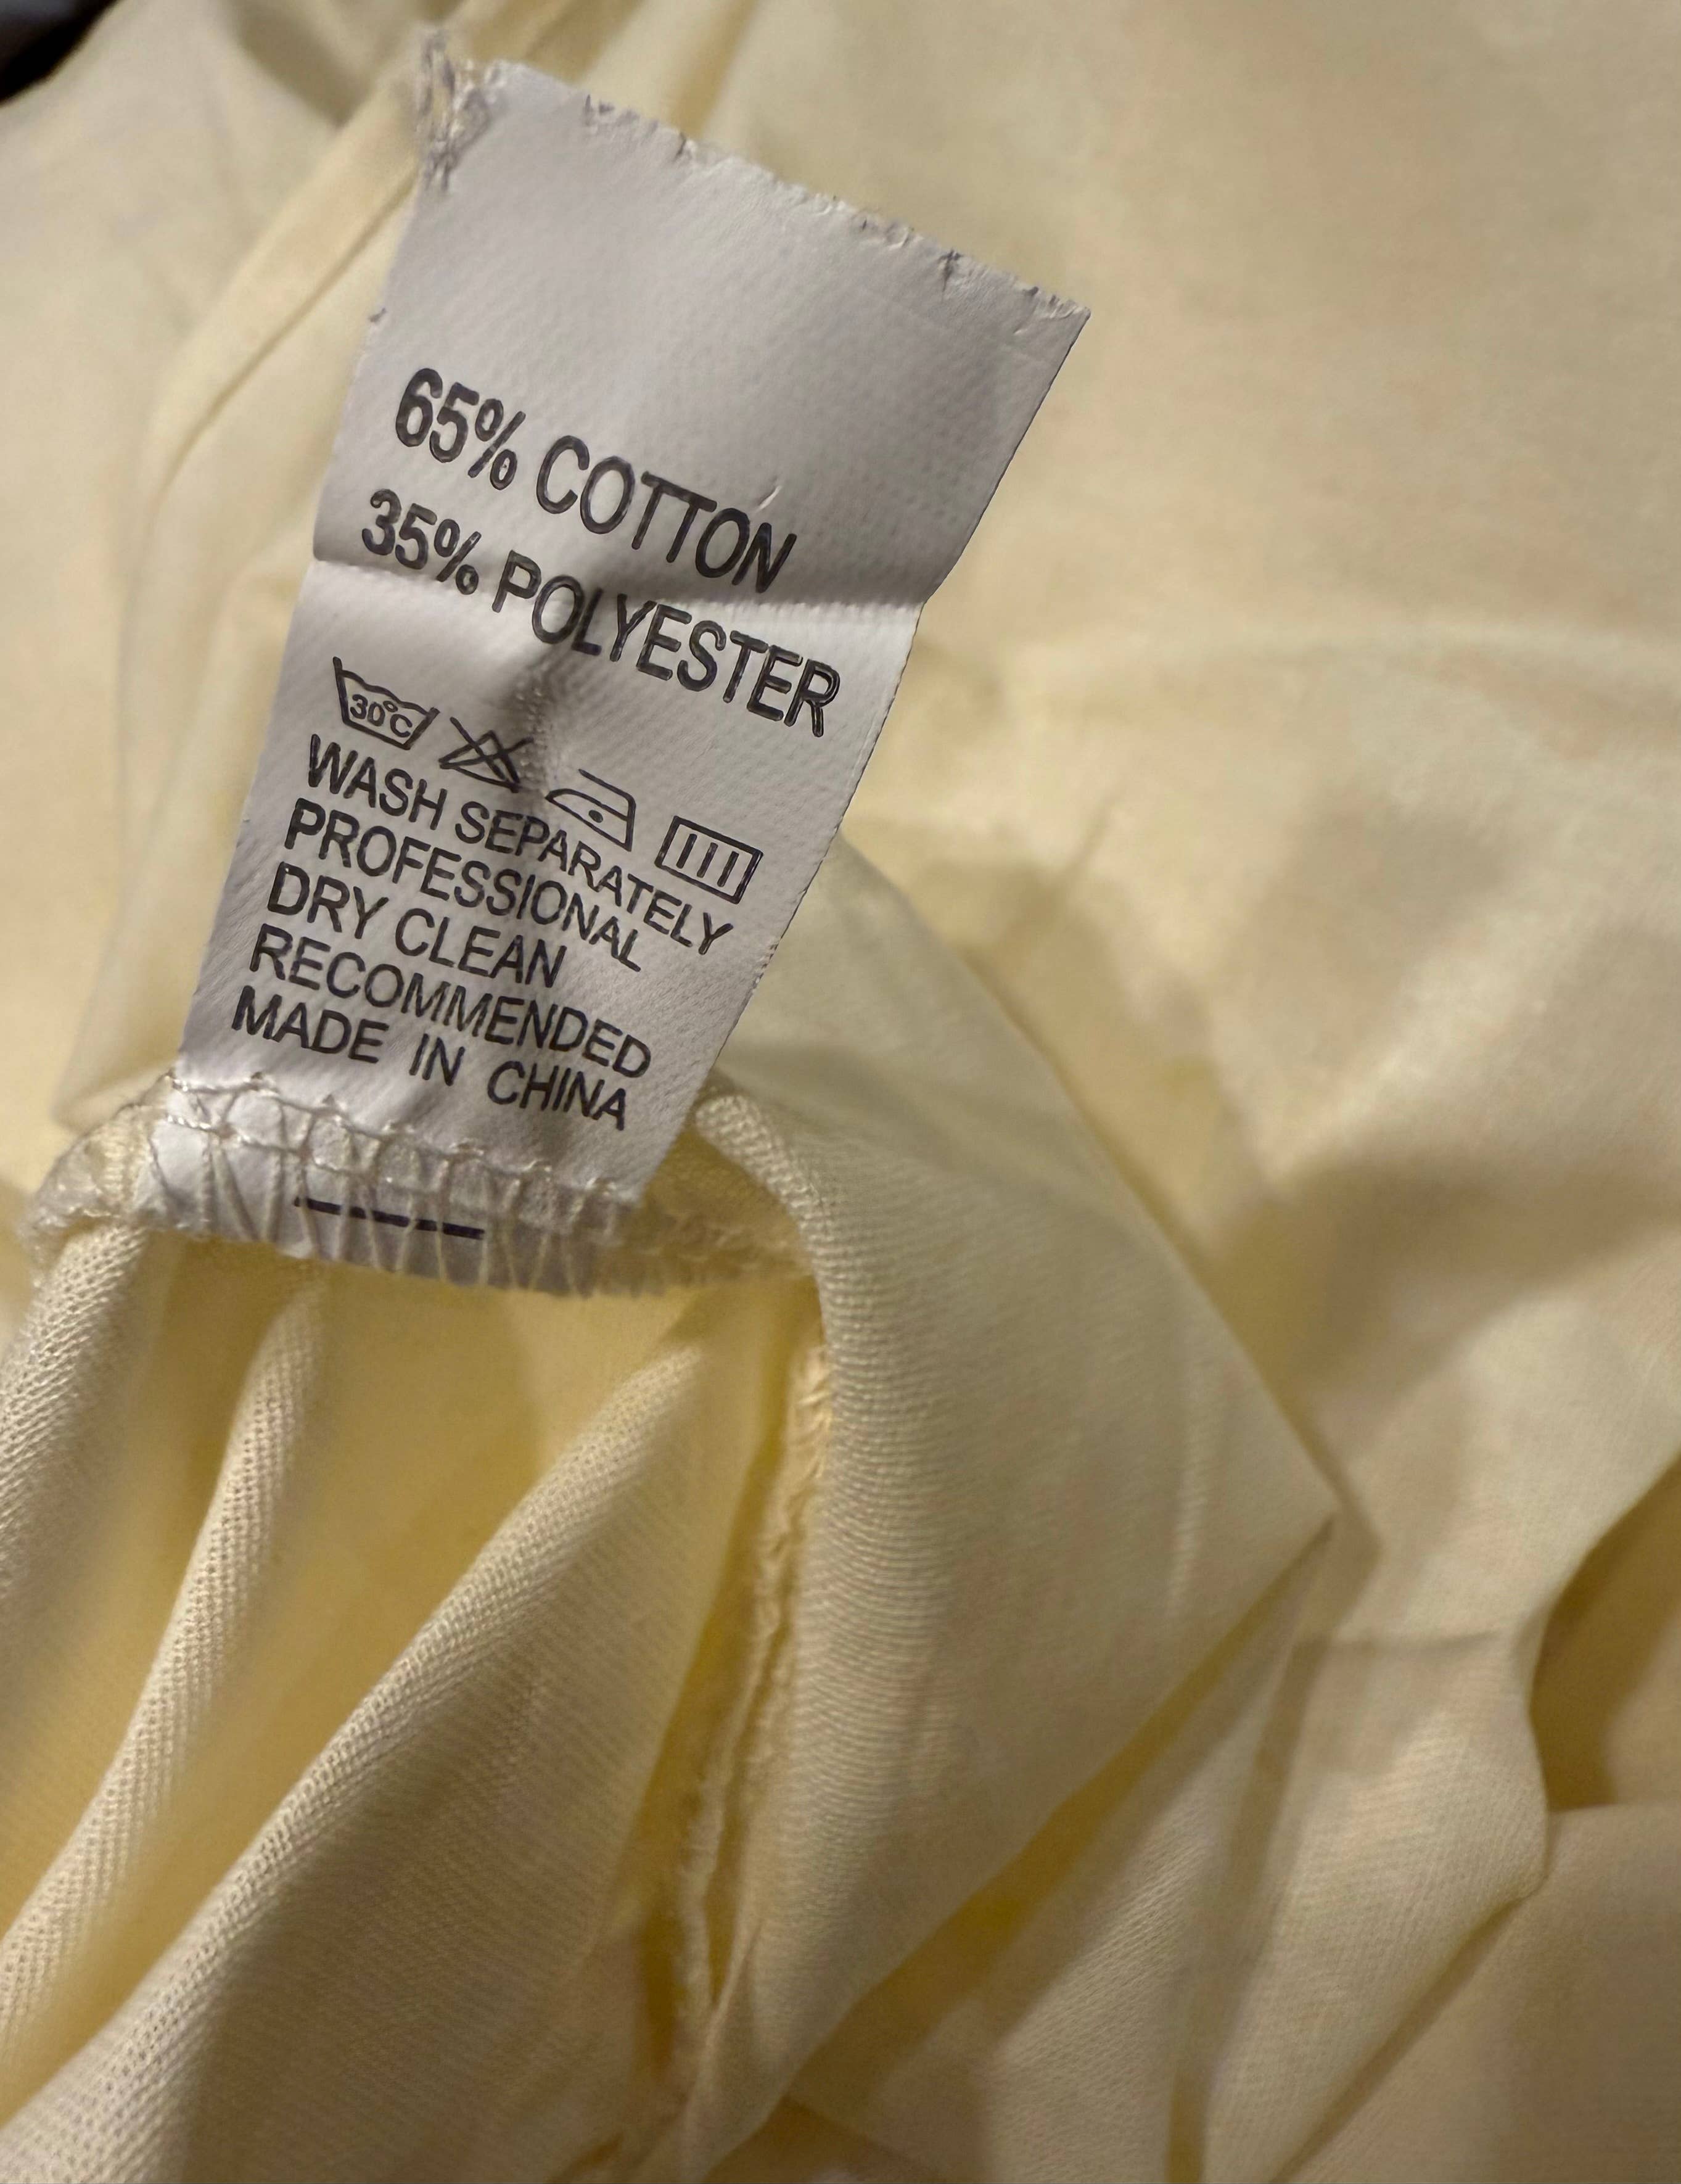 65% COTTON
35% POLYESTER
30°C
WASH SEPARATELY
PROFESSIONAL
DRY CLEAN
RECOMMENDED
MADE IN CHINA